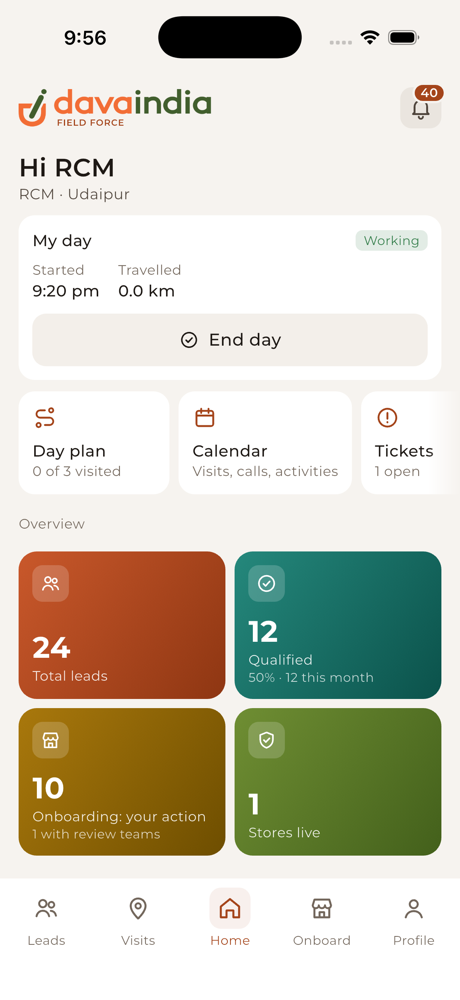 9:56
davaindia
FIELD FORCE
40
Hi RCM
RCM · Udaipur
My day
Working
Started Travelled
9:20 pm 0.0 km
End day
Day plan
0 of 3 visited
Calendar
Visits, calls, activities
Tickets
1 open
Overview
24
Total leads
12
Qualified
50% · 12 this month
10
Onboarding: your action
1 with review teams
1
Stores live
Leads Visits Home Onboard Profile